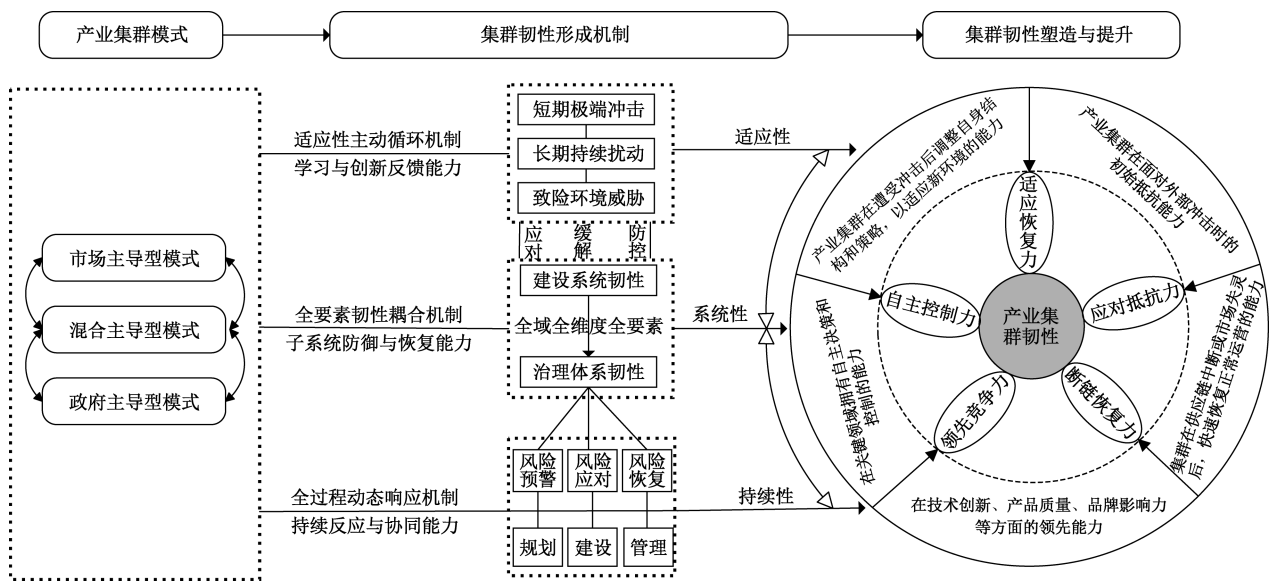 产业集群模式
集群韧性形成机制
集群韧性塑造与提升
市场主导型模式
混合主导型模式
政府主导型模式
适应性主动循环机制
学习与创新反馈能力
全要素韧性耦合机制
子系统防御与恢复能力
全过程动态响应机制
持续反应与协同能力
短期极端冲击
长期持续扰动
致险环境威胁
应对
缓解
防控
建设系统韧性
全域全维度全要素
治理体系韧性
风险
预警
风险
应对
风险
恢复
规划
建设
管理
适应性
系统性
持续性
产业集群在遭受冲击后调整自身结
构和策略，以适应新环境的能力
产业集群在面对外部冲击时的
初始抵抗能力
集群在供应链中断或市场失灵
后，快速恢复正常运营的能力
在技术创新、产品质量、品牌影响力
等方面的领先能力
在关键领域拥有自主决策和
控制的能力
适应恢复力
应对抵抗力
断链恢复力
领先竞争力
自主控制力
产业集
群韧性